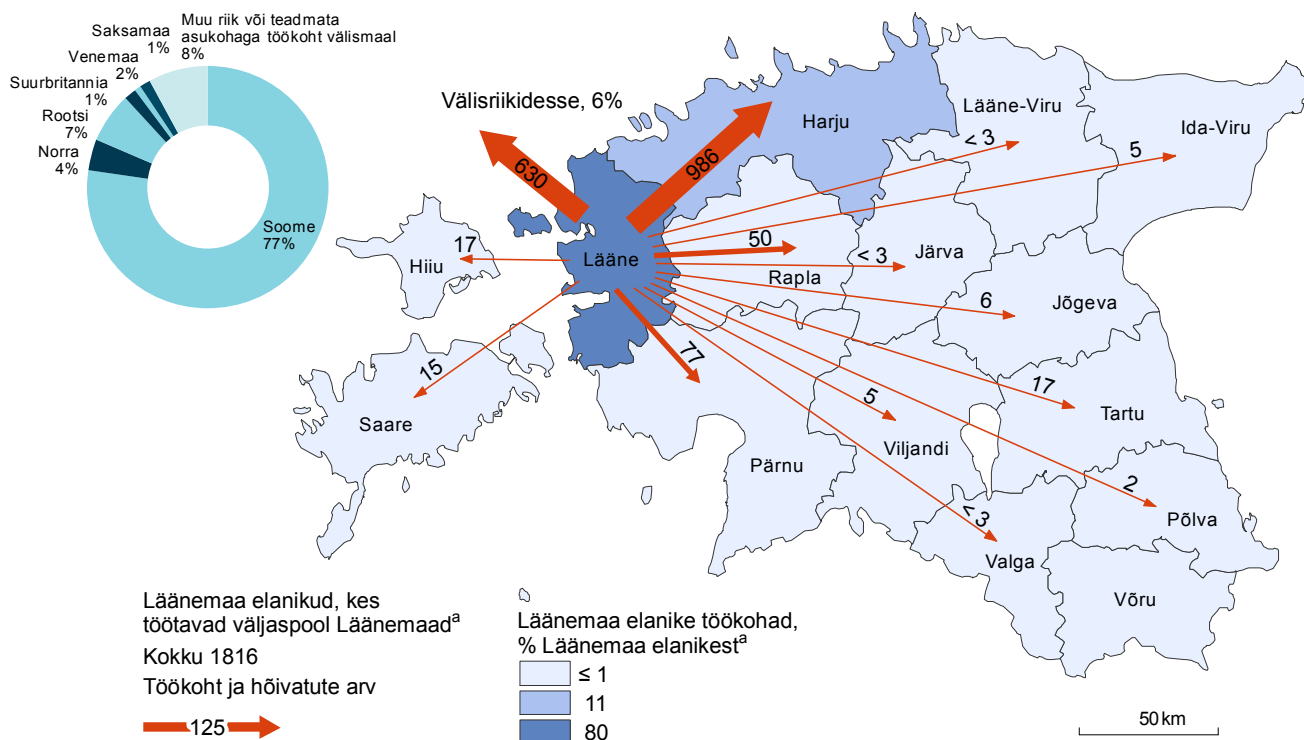 Saksamaa
1%
Muu riik või teadmata
asukohaga töökoht välismaal
8%
Venemaa
2%
Suurbritannia
1%
Rootsi
7%
Norra
4%
Soome
77%
Välisriikidesse, 6%
630
986
Harju
Lääne-Viru
< 3
Ida-Viru
5
50
Rapla
< 3
Järva
17
Hiiu
Lääne
6
Jõgeva
77
15
Saare
Pärnu
5
Viljandi
17
Tartu
2
Põlva
< 3
Valga
Võru
Läänemaa elanikud, kes
töötavad väljaspool Läänemaadᵃ
Kokku 1816
Töökoht ja hõivatute arv
125
Läänemaa elanike töökohad,
% Läänemaa elanikestᵃ
≤ 1
11
80
50 km